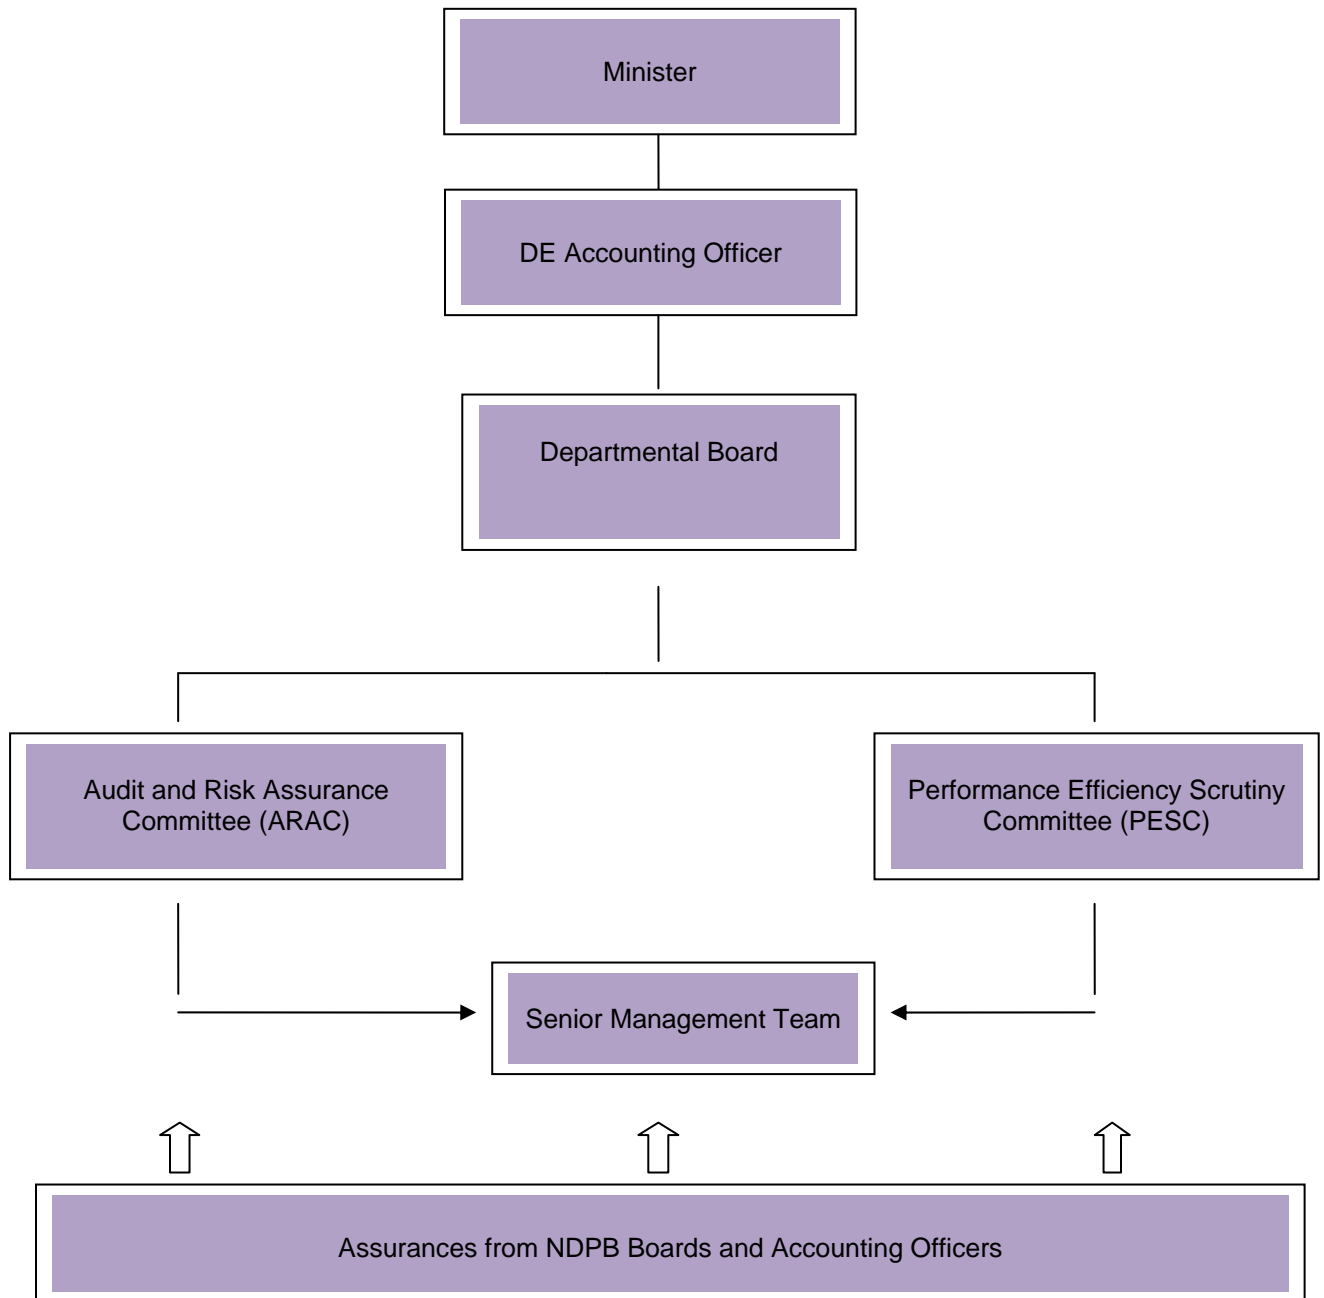 Minister
DE Accounting Officer
Departmental Board
Audit and Risk Assurance
Committee (ARAC)
Performance Efficiency Scrutiny
Committee (PESC)
Senior Management Team
Assurances from NDPB Boards and Accounting Officers